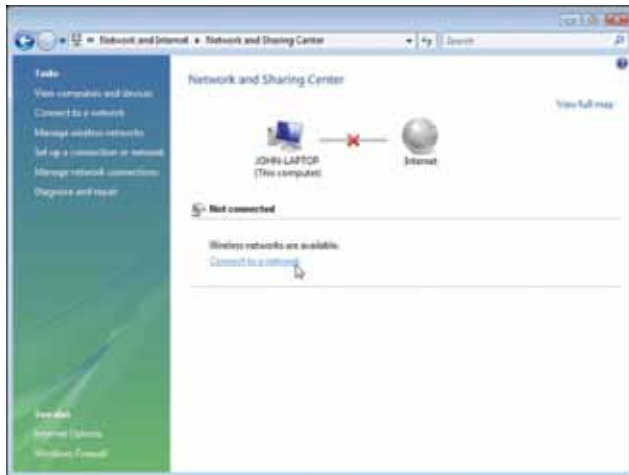 Network and Internet ▸ Network and Sharing Center
Search
Tasks
View computers and devices
Connect to a network
Manage wireless networks
Set up a connection or network
Manage network connections
Diagnose and repair
See also
Internet Options
Windows Firewall
Network and Sharing Center
View full map
JOHN-LAPTOP
(This computer)
Internet
Not connected
Wireless networks are available.
Connect to a network